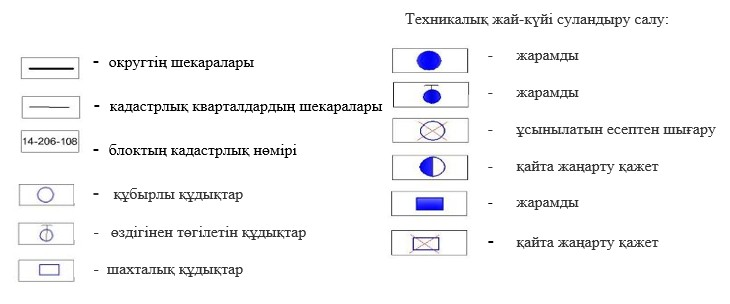 Техникалық жай-күйі суландыру салу:
- округтің шекаралары
- кадастрлық кварталдардың шекаралары
14-206-108 - блоктың кадастрлық нөмірі
- құбырлы құдықтар
- өздігінен төгілетін құдықтар
- шахталық құдықтар
- жарамды
- жарамды
- ұсынылатын есептен шығару
- қайта жаңарту қажет
- жарамды
- қайта жаңарту қажет